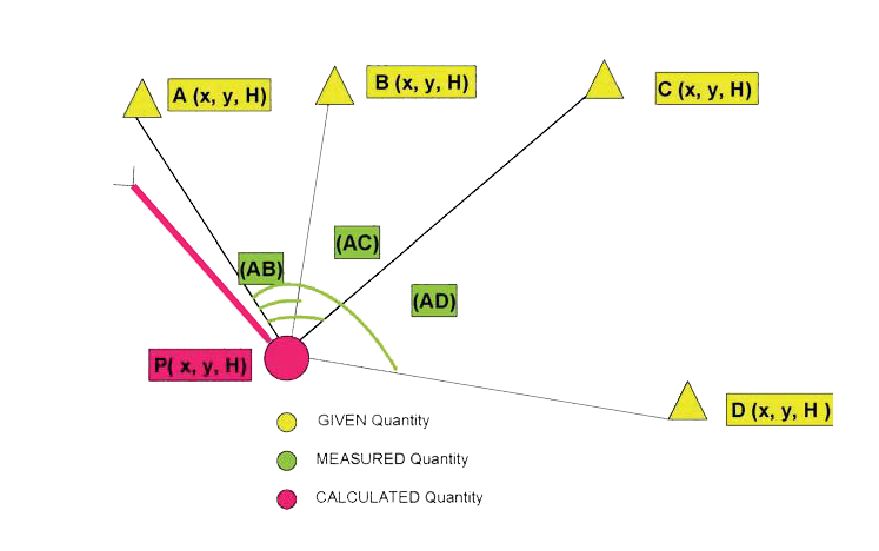 A (x, y, H)
B (x, y, H)
C (x, y, H)
(AC)
(AB)
(AD)
P( x, y, H)
D (x, y, H )
GIVEN Quantity
MEASURED Quantity
CALCULATED Quantity